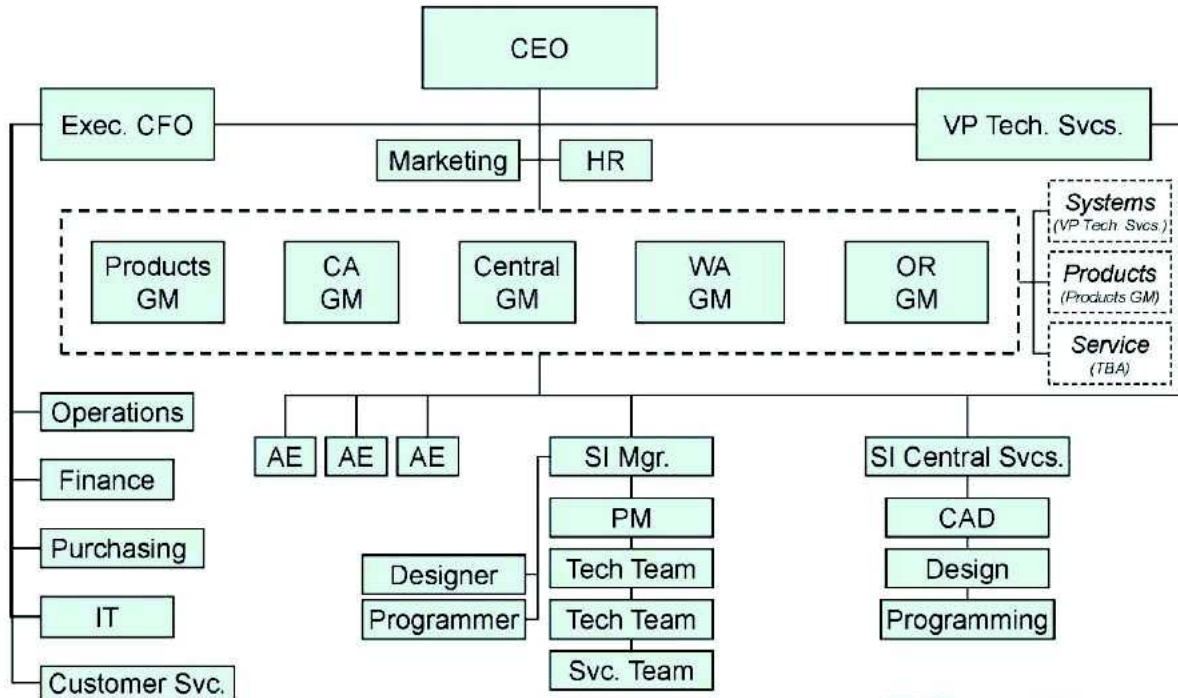 CEO
Exec. CFO
VP Tech. Svcs.
Marketing
HR
Systems
(VP Tech. Svcs.)
Products
GM
CA
GM
Central
GM
WA
GM
OR
GM
Products
(Products GM)
Service
(TBA)
Operations
Finance
Purchasing
IT
Customer Svc.
AE
AE
AE
SI Mgr.
PM
Tech Team
Tech Team
Svc. Team
Designer
Programmer
SI Central Svcs.
CAD
Design
Programming